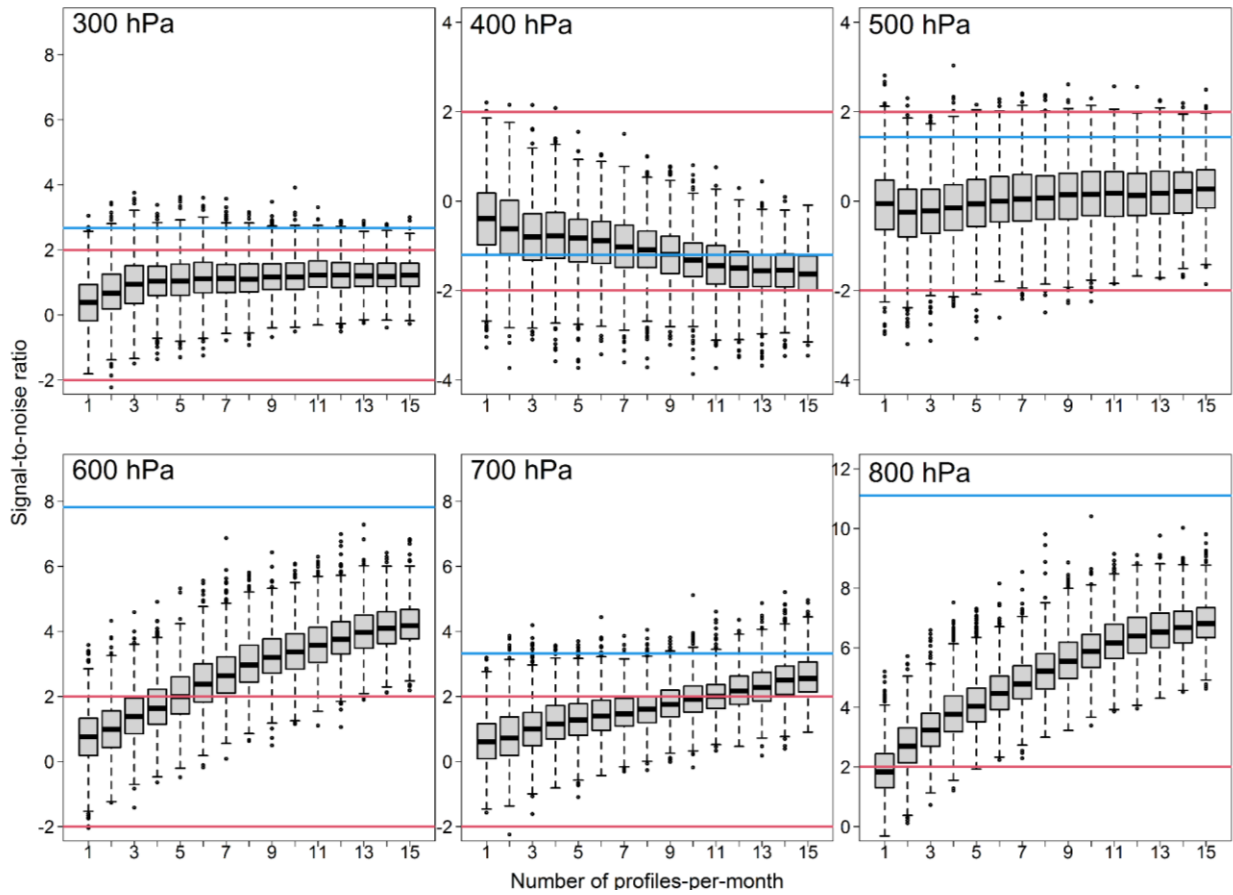 300 hPa
400 hPa
500 hPa
8
6
4
2
0
-2
4
2
0
-2
-4
4
2
0
-2
-4
1 3 5 7 9 11 13 15
1 3 5 7 9 11 13 15
1 3 5 7 9 11 13 15
Signal-to-noise ratio
600 hPa
700 hPa
800 hPa
8
6
4
2
0
-2
8
6
4
2
0
-2
12
10
8
6
4
2
0
1 3 5 7 9 11 13 15
1 3 5 7 9 11 13 15
1 3 5 7 9 11 13 15
Number of profiles-per-month